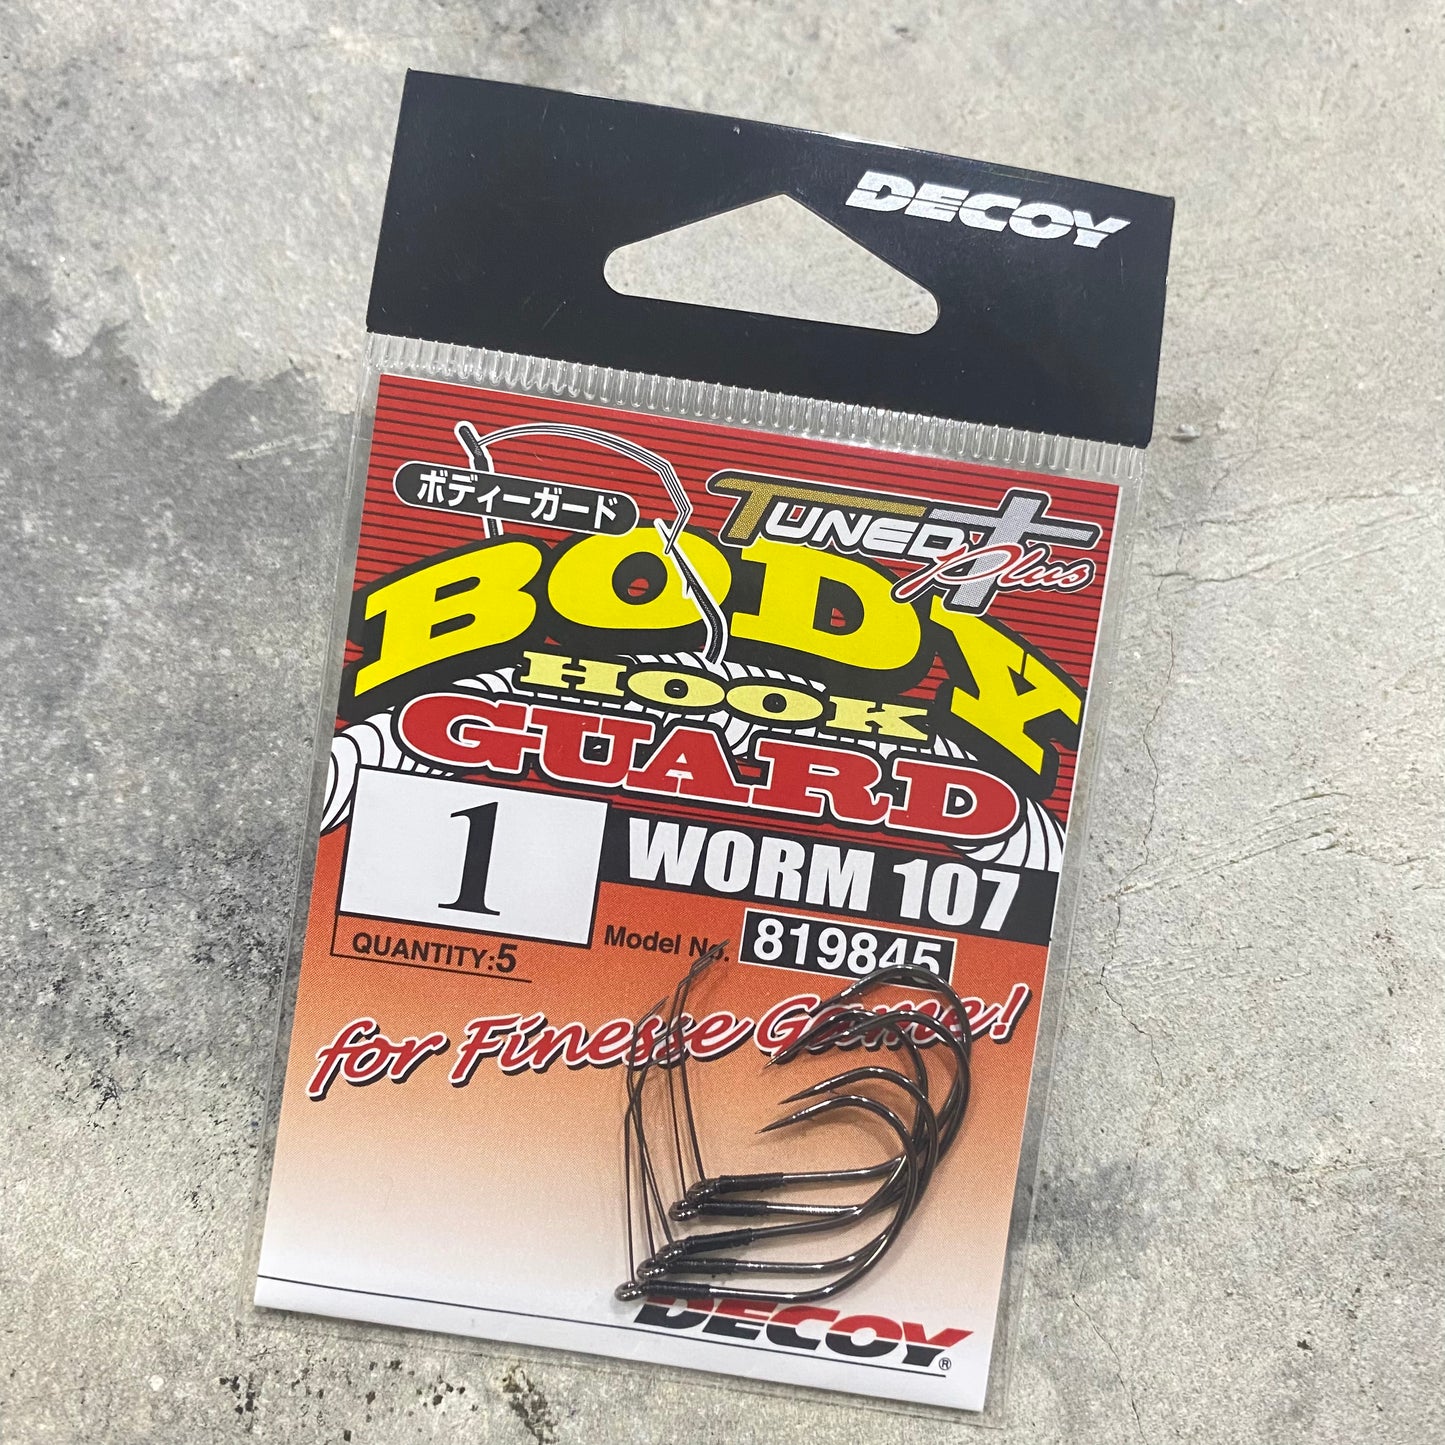 DECOY
ボディーガード
TUNED Plus
BODY
HOOK
GUARD
1
WORM 107
QUANTITY:5
Model No. 819845
for Finesse Game!
DECOY®